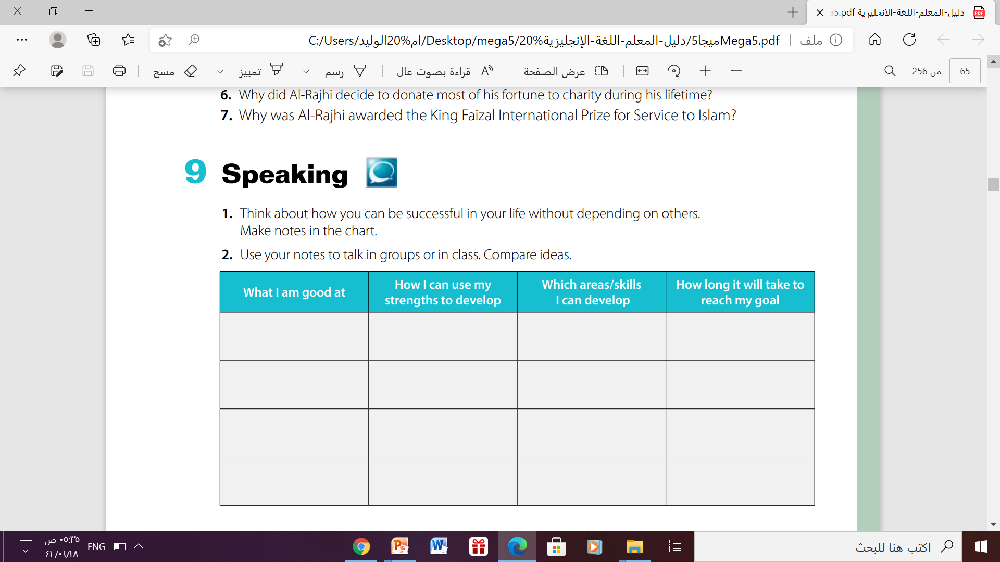 دليل-المعلم-اللغة-الإنجليزية a5.pdf
ملف
C:/Users/ام%20الوليد/Desktop/mega5/20%ميجا5/دليل-المعلم-اللغة-الإنجليزيةMega5.pdf
65 من 256 عرض الصفحة قراءة بصوت عالٍ رسم تمييز مسح
6. Why did Al-Rajhi decide to donate most of his fortune to charity during his lifetime?
7. Why was Al-Rajhi awarded the King Faizal International Prize for Service to Islam?
9 Speaking
1. Think about how you can be successful in your life without depending on others.
Make notes in the chart.
2. Use your notes to talk in groups or in class. Compare ideas.
What I am good at
How I can use my
strengths to develop
Which areas/skills
I can develop
How long it will take to
reach my goal
اكتب هنا للبحث
ENG
٠٥:٣٥ ص
٤٢/٠٦/٢٨